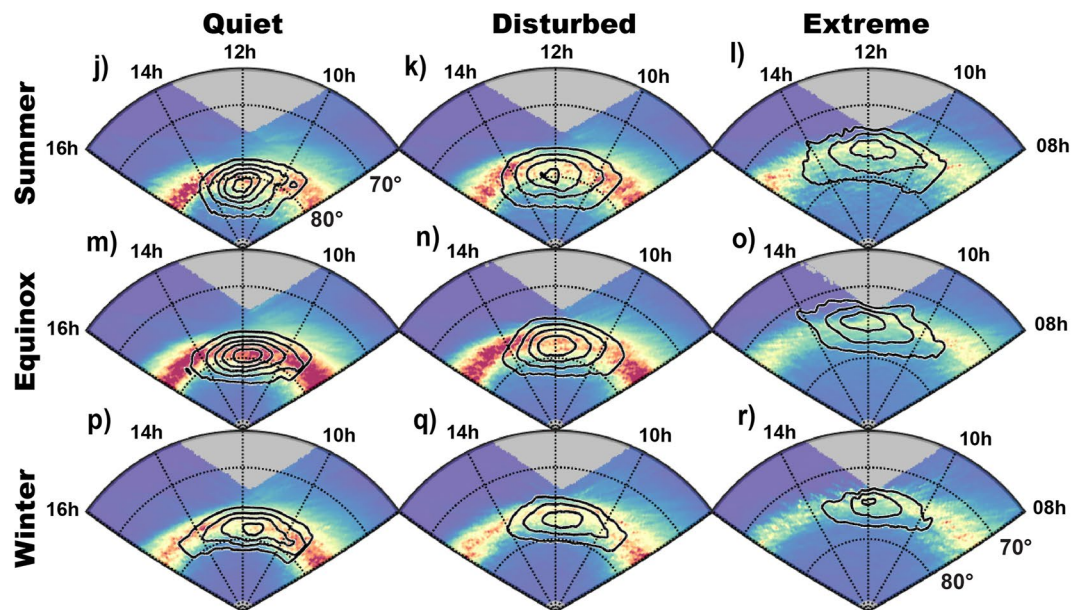 Quiet Disturbed Extreme
Summer
j) 14h 12h 10h k) 14h 12h 10h l) 14h 12h 10h
16h 70° 80° 08h
Equinox
m) 14h 10h n) 14h 10h o) 14h 10h
16h 08h
Winter
p) 14h 10h q) 14h 10h r) 14h 10h
16h 08h
70°
80°